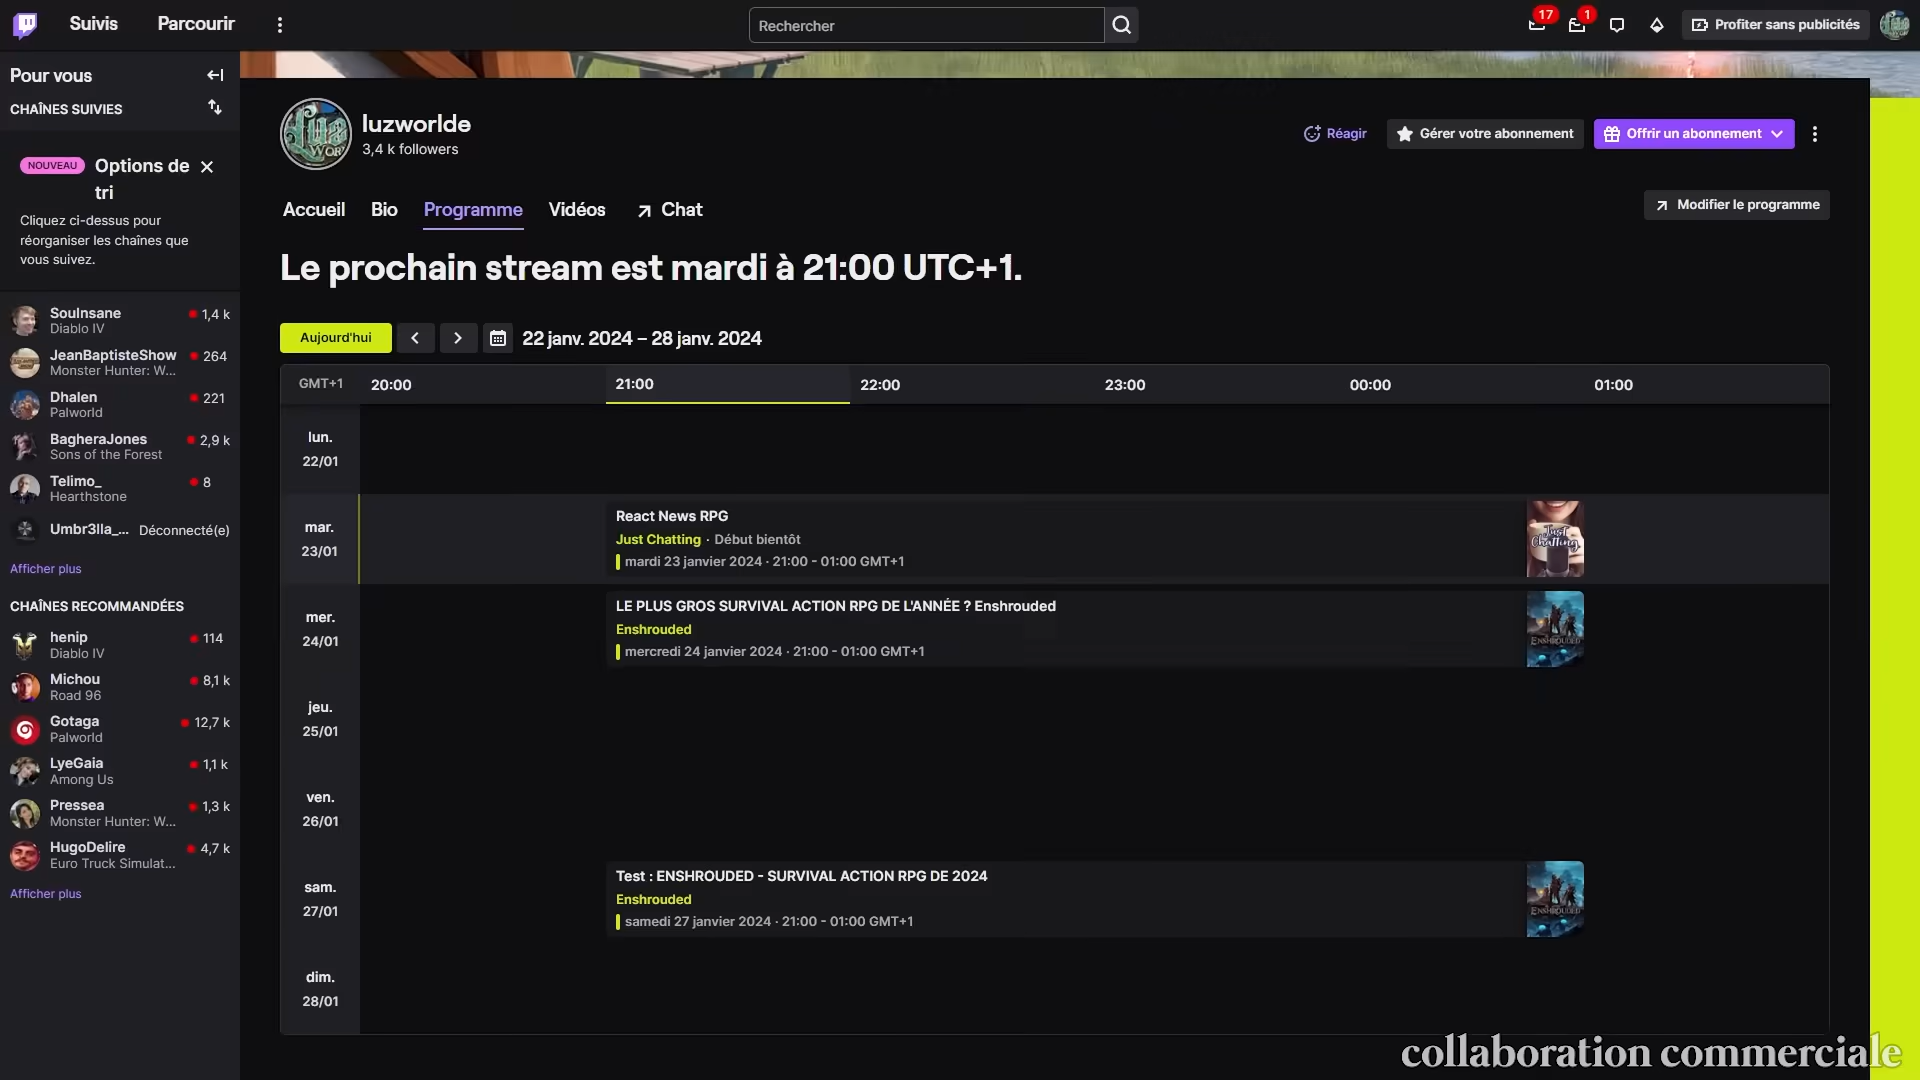 Suivis
Parcourir
Rechercher
17
1
Profiter sans publicités
Pour vous
CHAÎNES SUIVIES
NOUVEAU
Options de tri
Cliquez ci-dessus pour
réorganiser les chaînes que
vous suivez.
SouInsane
1,4 k
Diablo IV
JeanBaptisteShow
264
Monster Hunter: W...
Dhalen
221
Palworld
BagheraJones
2,9 k
Sons of the Forest
Telimo_
8
Hearthstone
Umbr3lla_...
Déconnecté(e)
Afficher plus
CHAÎNES RECOMMANDÉES
henip
114
Diablo IV
Michou
8,1 k
Road 96
Gotaga
12,7 k
Palworld
LyeGaia
1,1 k
Among Us
Pressea
1,3 k
Monster Hunter: W...
HugoDelire
4,7 k
Euro Truck Simulat...
Afficher plus
luzworlde
3,4 k followers
Réagir
Gérer votre abonnement
Offrir un abonnement
Accueil
Bio
Programme
Vidéos
Chat
Modifier le programme
Le prochain stream est mardi à 21:00 UTC+1.
Aujourd'hui
22 janv. 2024 – 28 janv. 2024
GMT+1
20:00
21:00
22:00
23:00
00:00
01:00
lun.
22/01
mar.
23/01
React News RPG
Just Chatting · Début bientôt
mardi 23 janvier 2024 · 21:00 - 01:00 GMT+1
Just
Chatting
mer.
24/01
LE PLUS GROS SURVIVAL ACTION RPG DE L'ANNÉE ? Enshrouded
Enshrouded
mercredi 24 janvier 2024 · 21:00 - 01:00 GMT+1
ENSHROUDED
jeu.
25/01
ven.
26/01
sam.
27/01
Test : ENSHROUDED - SURVIVAL ACTION RPG DE 2024
Enshrouded
samedi 27 janvier 2024 · 21:00 - 01:00 GMT+1
ENSHROUDED
dim.
28/01
collaboration commerciale